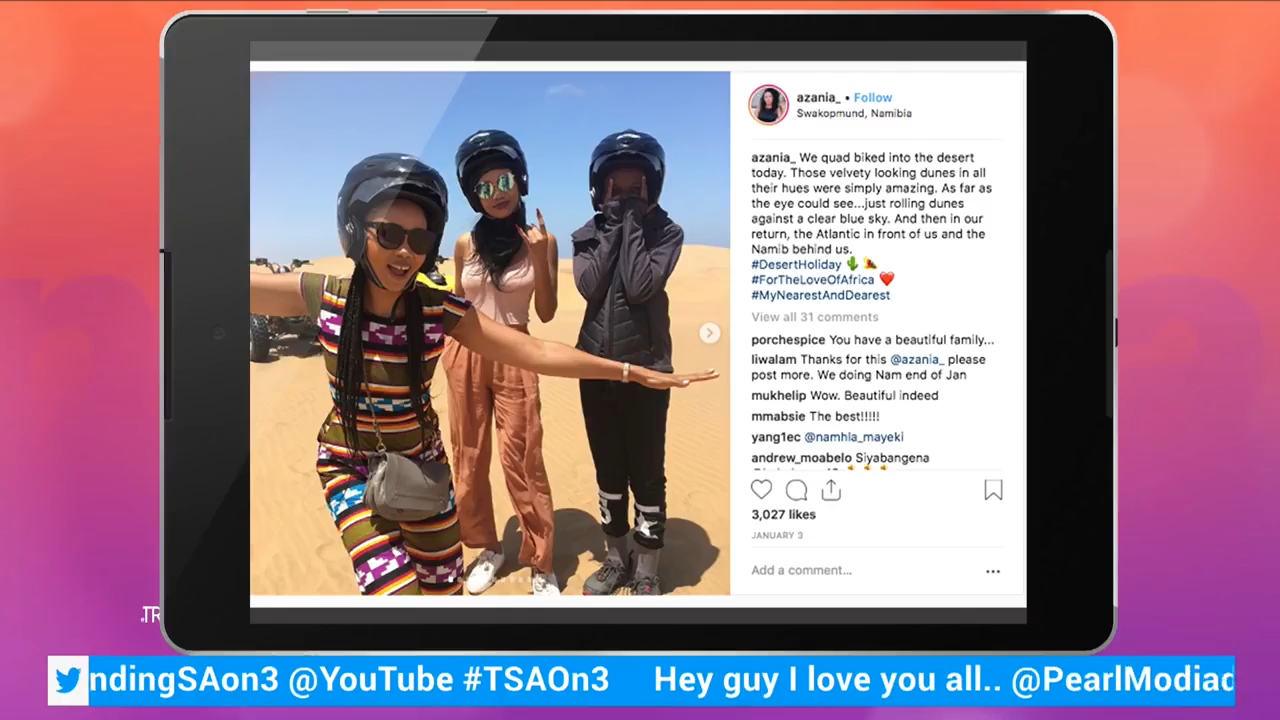 azania_ • Follow
Swakopmund, Namibia
azania_ We quad biked into the desert
today. Those velvety looking dunes in all
their hues were simply amazing. As far as
the eye could see...just rolling dunes
against a clear blue sky. And then in our
return, the Atlantic in front of us and the
Namib behind us.
#DesertHoliday 🌵 🐪
#ForTheLoveOfAfrica ❤️
#MyNearestAndDearest
View all 31 comments
porchespice You have a beautiful family...
liwalam Thanks for this @azania_ please
post more. We doing Nam end of Jan
mukhelip Wow. Beautiful indeed
mmabsie The best!!!!!
yang1ec @namhla_mayeki
andrew_moabelo Siyabangena
3,027 likes
JANUARY 3
Add a comment...
.TR
ndingSAon3 @YouTube #TSAOn3 Hey guy I love you all.. @PearlModiad